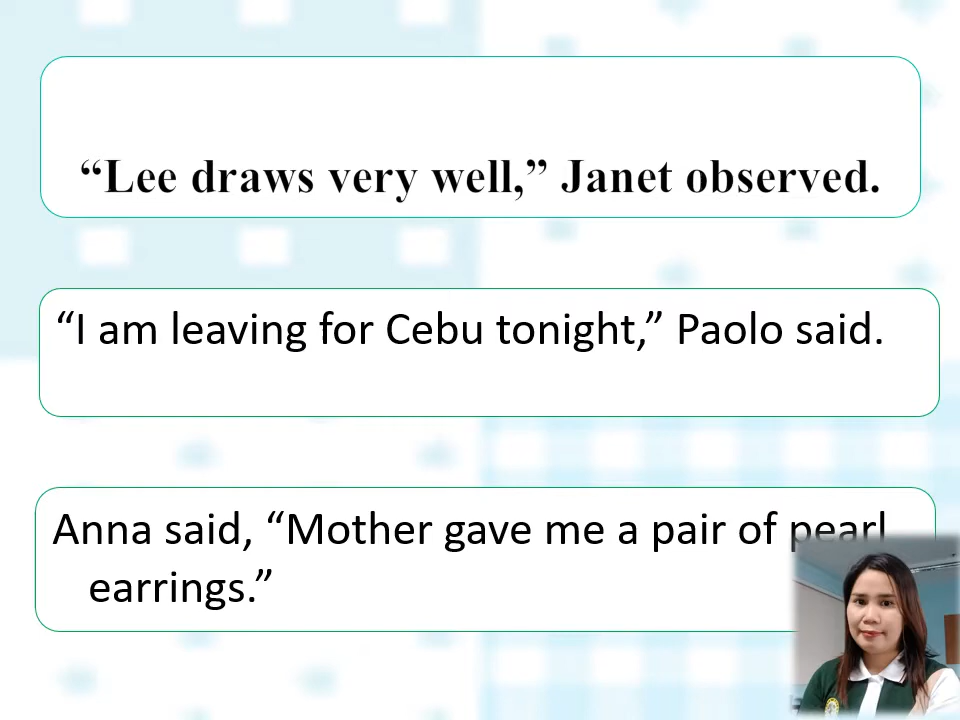 “Lee draws very well,” Janet observed.
“I am leaving for Cebu tonight,” Paolo said.
Anna said, “Mother gave me a pair of pearl
earrings.”